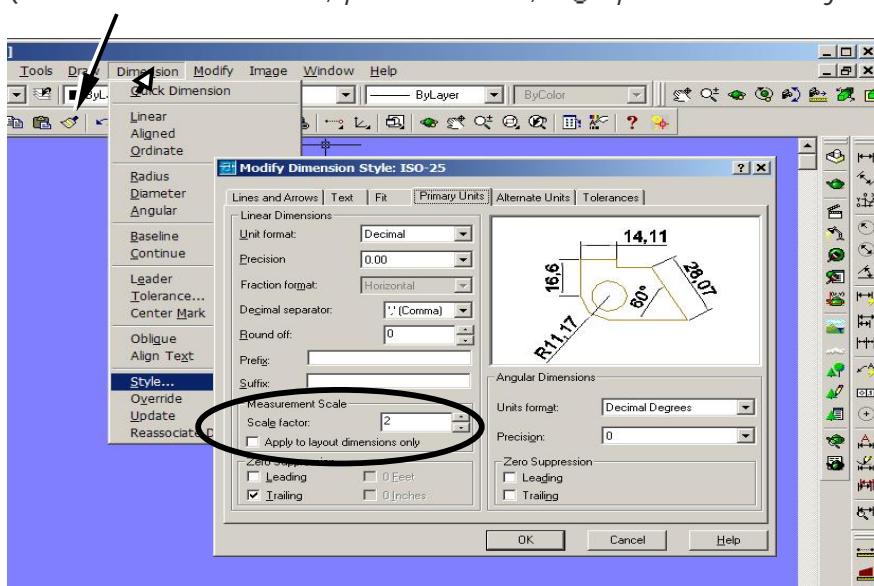 Tools Draw Dimension Modify Image Window Help
ByLayer
ByColor
Quick Dimension
Linear
Aligned
Ordinate
Radius
Diameter
Angular
Baseline
Continue
Leader
Tolerance...
Center Mark
Oblique
Align Text
Style...
Override
Update
Reassociate D
Modify Dimension Style: ISO-25
Lines and Arrows Text Fit Primary Units Alternate Units Tolerances
Linear Dimensions
Unit format: Decimal
Precision 0.00
Fraction format: Horizontal
Decimal separator: ',' (Comma)
Round off: 0
Prefix:
Suffix:
Measurement Scale
Scale factor: 2
Apply to layout dimensions only
Zero Suppression
Leading 0 Feet
Trailing 0 Inches
14,11
16,6
28,07
60°
R11,17
Angular Dimensions
Units format: Decimal Degrees
Precision: 0
Zero Suppression
Leading
Trailing
OK Cancel Help